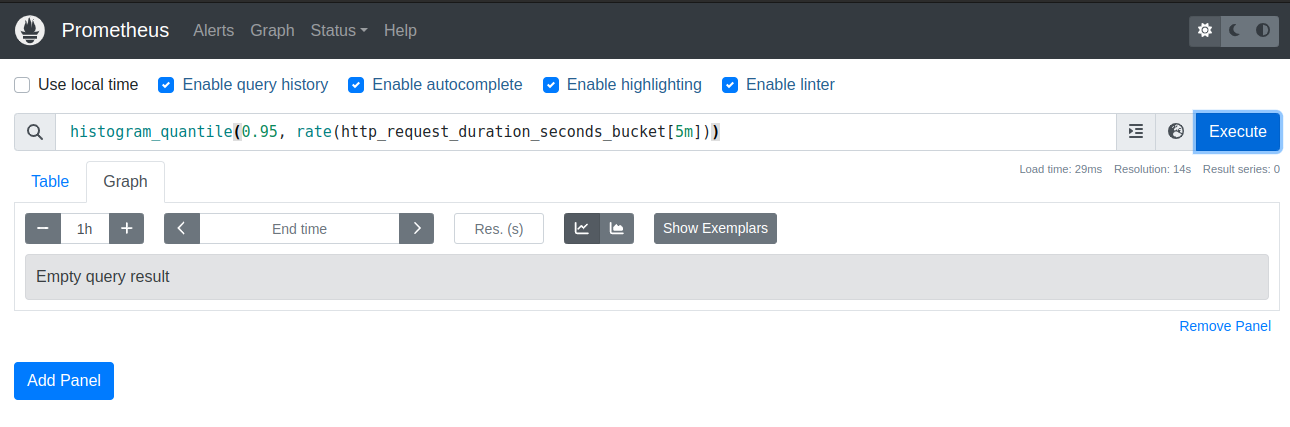 Prometheus Alerts Graph Status Help
Use local time Enable query history Enable autocomplete Enable highlighting Enable linter
histogram_quantile(0.95, rate(http_request_duration_seconds_bucket[5m])) Execute
Load time: 29ms Resolution: 14s Result series: 0
Table Graph
1h End time Res. (s) Show Exemplars
Empty query result
Remove Panel
Add Panel